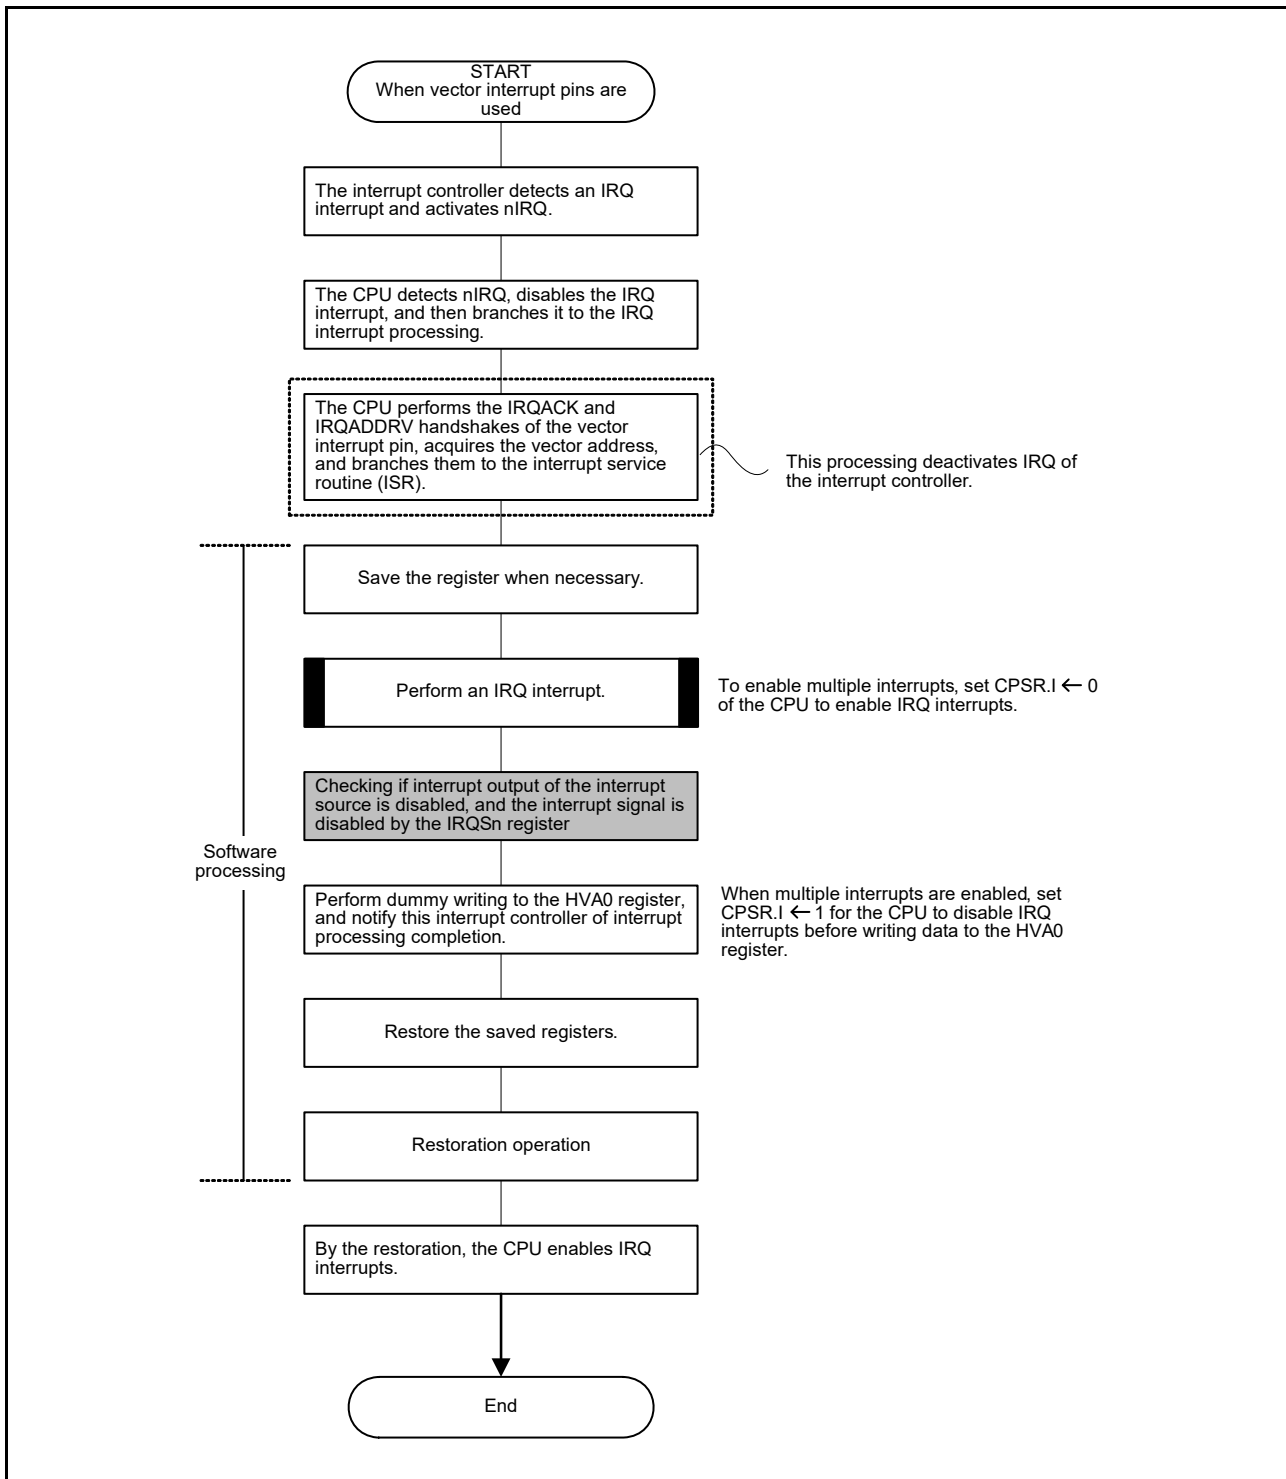 START
When vector interrupt pins are
used
The interrupt controller detects an IRQ
interrupt and activates nIRQ.
The CPU detects nIRQ, disables the IRQ
interrupt, and then branches it to the IRQ
interrupt processing.
The CPU performs the IRQACK and
IRQADDRV handshakes of the vector
interrupt pin, acquires the vector address,
and branches them to the interrupt service
routine (ISR).
This processing deactivates IRQ of
the interrupt controller.
Save the register when necessary.
Perform an IRQ interrupt.
To enable multiple interrupts, set CPSR.I ← 0
of the CPU to enable IRQ interrupts.
Checking if interrupt output of the interrupt
source is disabled, and the interrupt signal is
disabled by the IRQSn register
Software
processing
Perform dummy writing to the HVA0 register,
and notify this interrupt controller of interrupt
processing completion.
When multiple interrupts are enabled, set
CPSR.I ← 1 for the CPU to disable IRQ
interrupts before writing data to the HVA0
register.
Restore the saved registers.
Restoration operation
By the restoration, the CPU enables IRQ
interrupts.
End